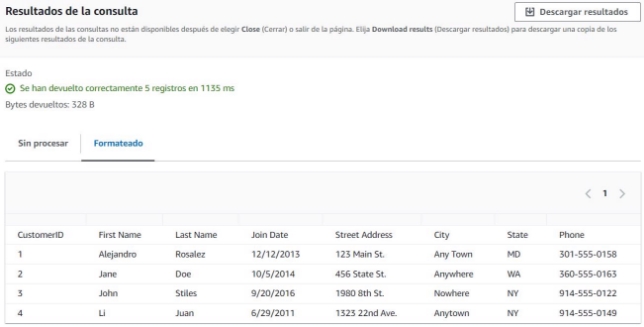 Resultados de la consulta
Descargar resultados
Los resultados de las consultas no están disponibles después de elegir Close (Cerrar) o salir de la página. Elija Download results (Descargar resultados) para descargar una copia de los
siguientes resultados de la consulta.
Estado
Se han devuelto correctamente 5 registros en 1135 ms
Bytes devueltos: 328 B
Sin procesar Formateado
1
CustomerID First Name Last Name Join Date Street Address City State Phone
1 Alejandro Rosalez 12/12/2013 123 Main St. Any Town MD 301-555-0158
2 Jane Doe 10/5/2014 456 State St. Anywhere WA 360-555-0163
3 John Stiles 9/20/2016 1980 8th St. Nowhere NY 914-555-0122
4 Li Juan 6/29/2011 1323 22nd Ave. Anytown NY 914-555-0149